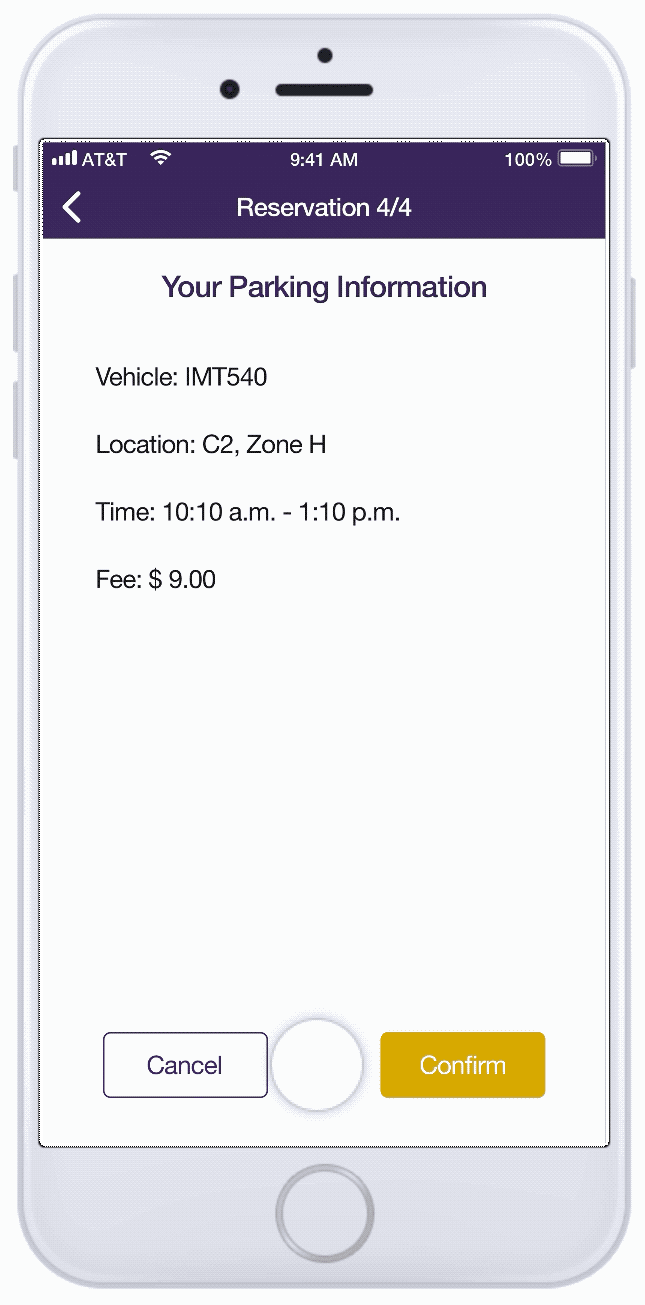 AT&T 9:41 AM 100%
Reservation 4/4
Your Parking Information
Vehicle: IMT540
Location: C2, Zone H
Time: 10:10 a.m. - 1:10 p.m.
Fee: $ 9.00
Cancel Confirm